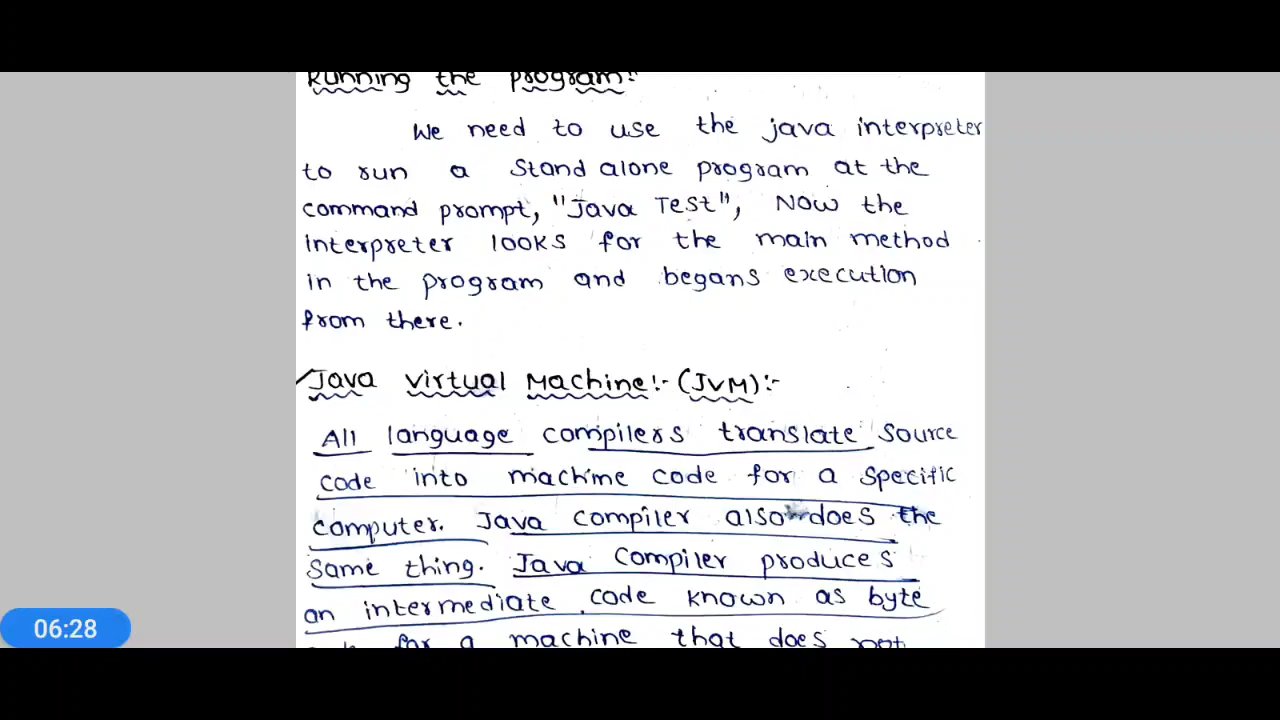 Running the program:-
We need to use the java interpreter
to run a Stand alone program at the
command prompt, "Java Test", Now the
interpreter looks for the main method
in the program and begans execution
from there.
Java virtual Machine:- (JVM):-
All language compilers translate source
code into machine code for a specific
computer. Java compiler also does the
same thing. Java compiler produces
an intermediate code known as byte
for a machine that does not
06:28